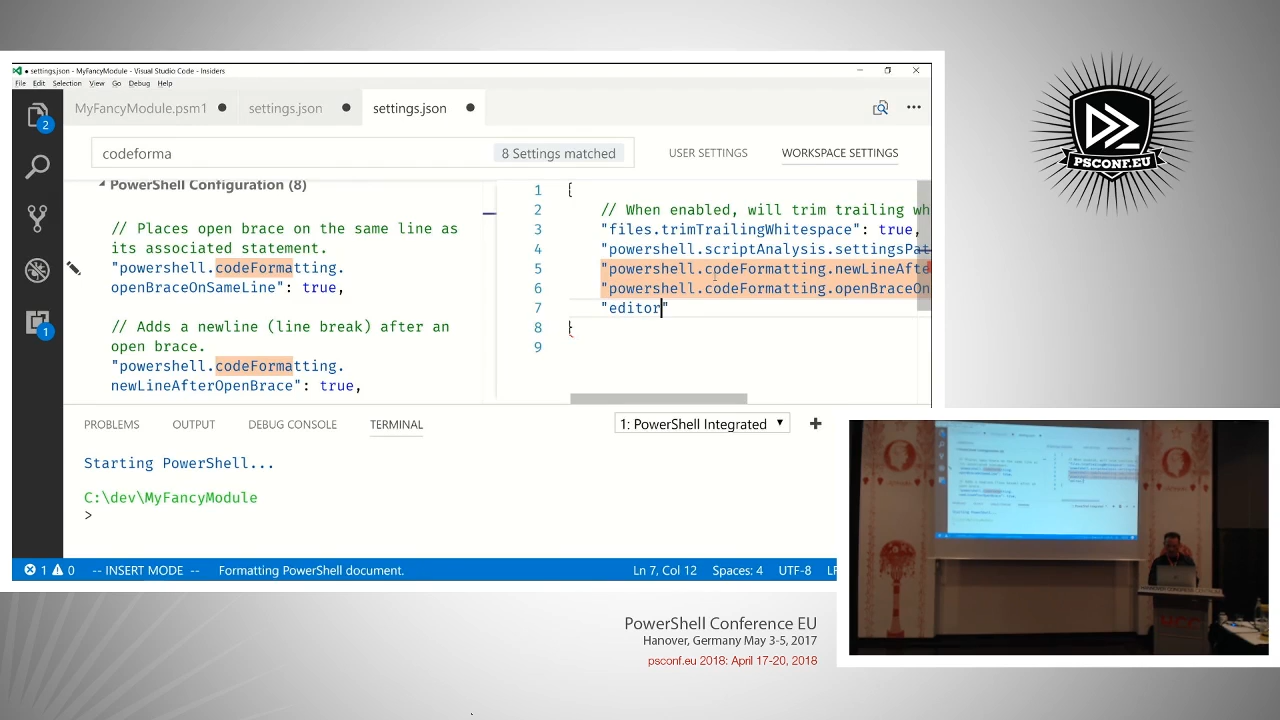 ● settings.json - MyFancyModule - Visual Studio Code - Insiders
File Edit Selection View Go Debug Help
MyFancyModule.psm1 settings.json settings.json
codeforma 8 Settings matched USER SETTINGS WORKSPACE SETTINGS
PowerShell Configuration (8)
// Places open brace on the same line as
its associated statement.
"powershell.codeFormatting.
openBraceOnSameLine": true,
// Adds a newline (line break) after an
open brace.
"powershell.codeFormatting.
newLineAfterOpenBrace": true,
1 {
2 // When enabled, will trim trailing wh
3 "files.trimTrailingWhitespace": true,
4 "powershell.scriptAnalysis.settingsPat
5 "powershell.codeFormatting.newLineAfte
6 "powershell.codeFormatting.openBraceOn
7 "editor"
8 }
9
2
1
PROBLEMS OUTPUT DEBUG CONSOLE TERMINAL 1: PowerShell Integrated
Starting PowerShell...
C:\dev\MyFancyModule
>
1 0 -- INSERT MODE -- Formatting PowerShell document. Ln 7, Col 12 Spaces: 4 UTF-8 LF
PSCONF.EU
PowerShell Conference EU
Hanover, Germany May 3-5, 2017
psconf.eu 2018: April 17-20, 2018